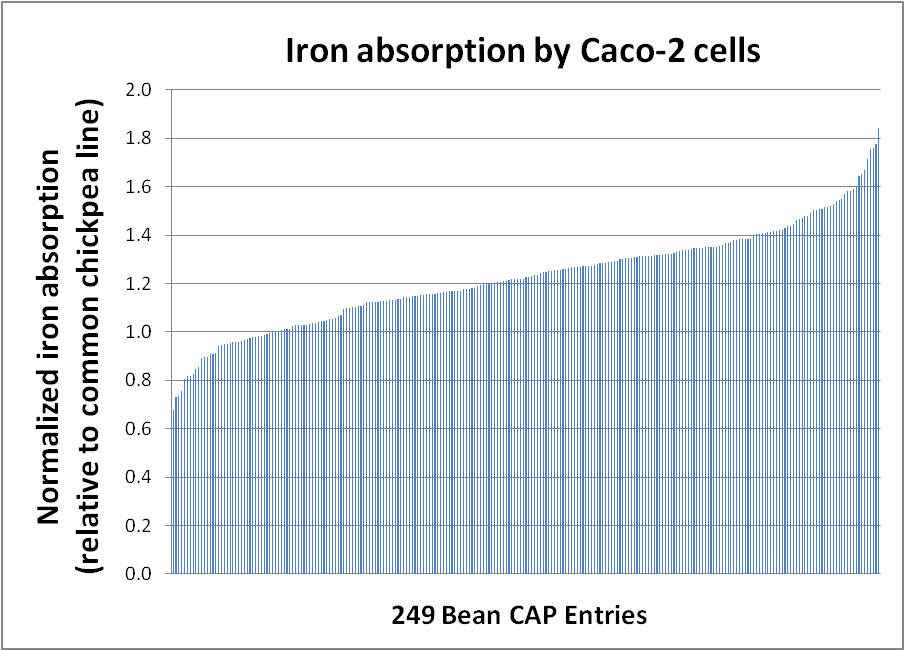 Iron absorption by Caco-2 cells
Normalized iron absorption
(relative to common chickpea line)
2.0
1.8
1.6
1.4
1.2
1.0
0.8
0.6
0.4
0.2
0.0
249 Bean CAP Entries